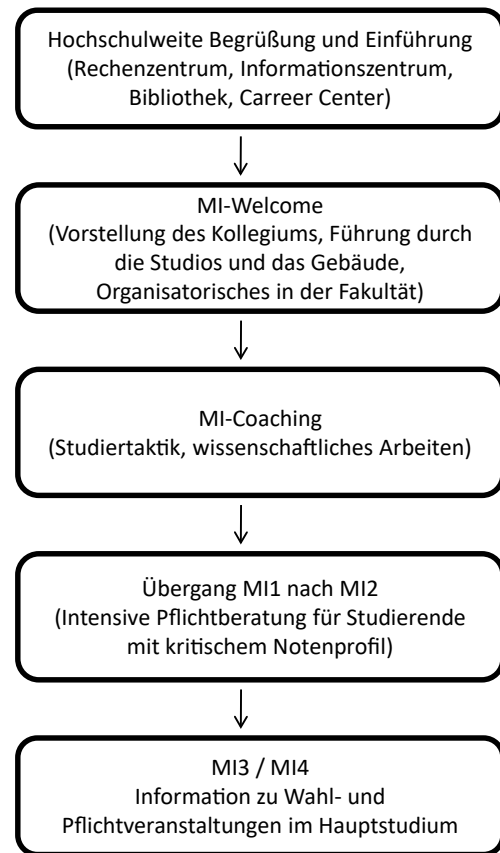 Hochschulweite Begrüßung und Einführung
(Rechenzentrum, Informationszentrum,
Bibliothek, Carreer Center)
MI-Welcome
(Vorstellung des Kollegiums, Führung durch
die Studios und das Gebäude,
Organisatorisches in der Fakultät)
MI-Coaching
(Studiertaktik, wissenschaftliches Arbeiten)
Übergang MI1 nach MI2
(Intensive Pflichtberatung für Studierende
mit kritischem Notenprofil)
MI3 / MI4
Information zu Wahl- und
Pflichtveranstaltungen im Hauptstudium